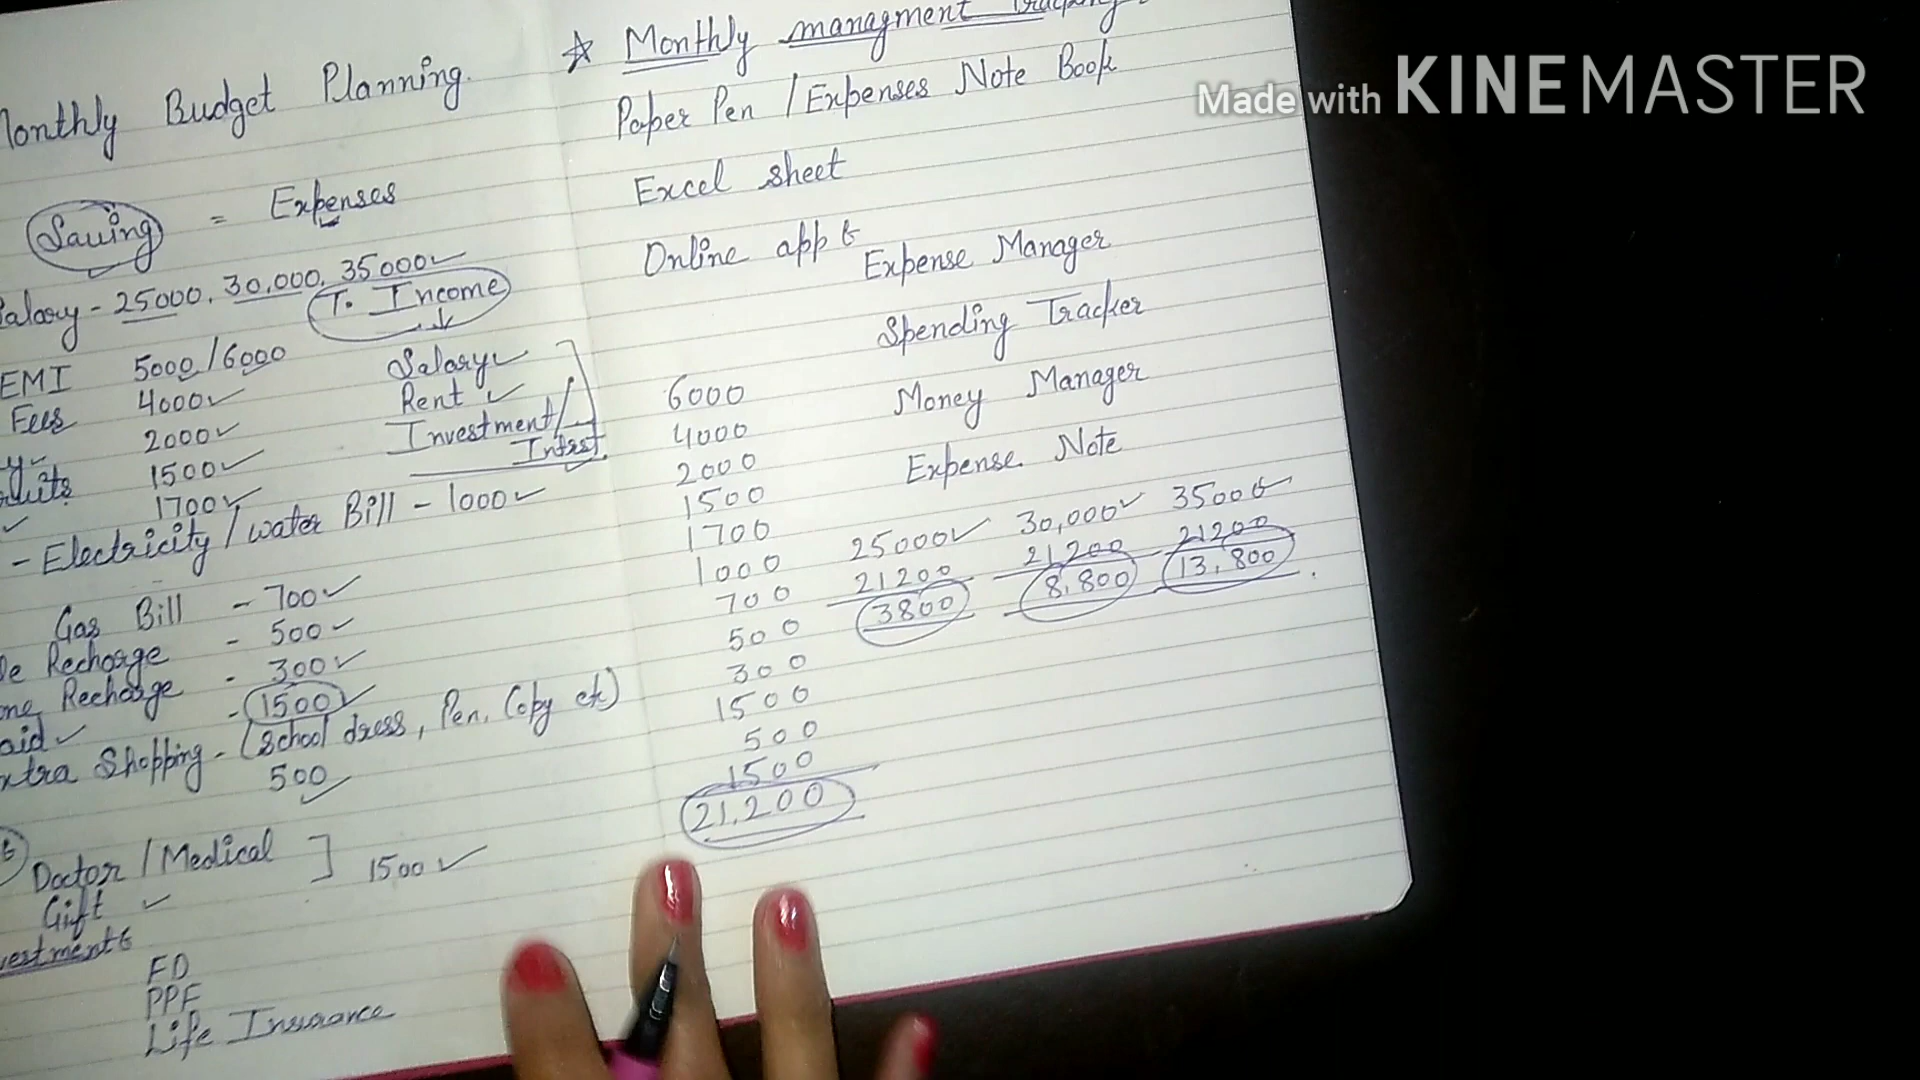 Monthly Budget Planning.
Saving = Expenses
Salary - 25000, 30,000, 35000✓
T. Income
EMI 5000/6000
Salary✓
Fees 4000✓
Rent ✓
2000✓
Investment/
Intrst.
1500✓
1700✓
- Electricity / water Bill - 1000✓
Gas Bill - 700✓
Recharge - 500✓
Recharge - 300✓
- 1500✓
Extra Shopping - (School dress, Pen, Copy etc)
500✓
Doctor / Medical ] 1500✓
Gift ✓
FD
PPF
Life Insurance
☆ Monthly managment Tracking
Paper Pen / Expenses Note Book
Excel sheet
Online app
Expense Manager
Spending Tracker
Money Manager
Expense Note
6000
4000
2000
1500
1700
1000
700
500
300
1500
500
1500
21,200
25000✓ 30,000✓ 35000
21200 21200 21200
3800 8,800 13,800
Made with KINEMASTER